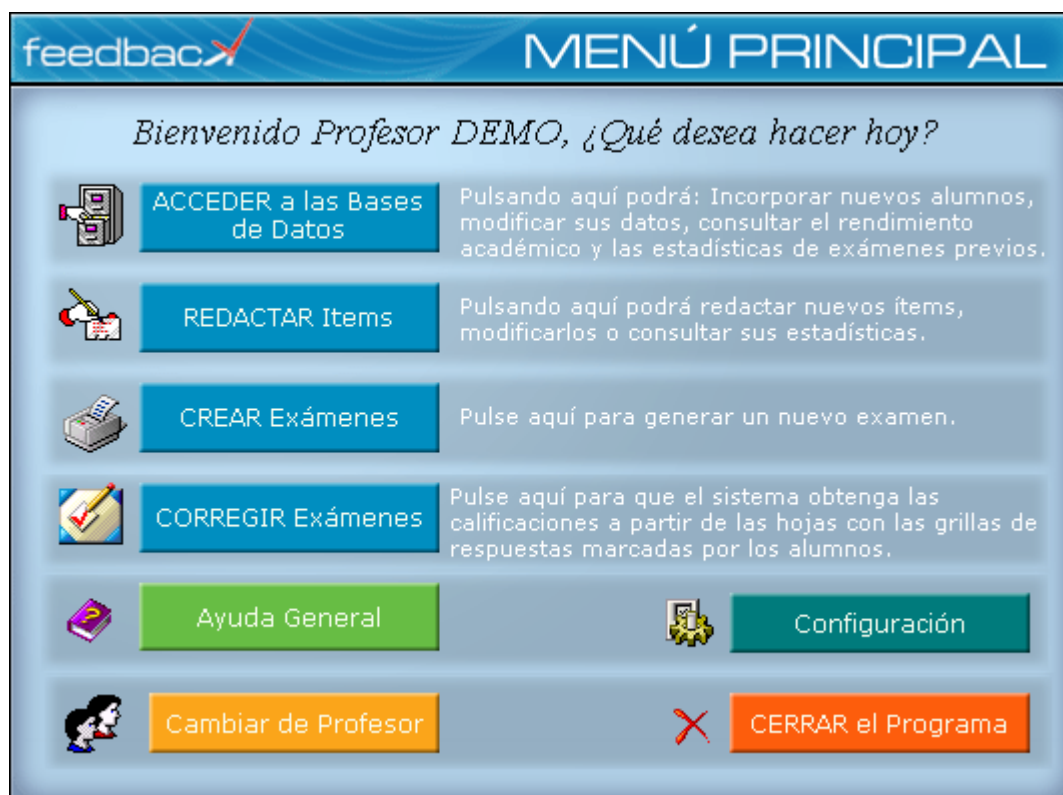 feedback
MENÚ PRINCIPAL
Bienvenido Profesor DEMO, ¿Qué desea hacer hoy?
ACCEDER a las Bases
de Datos
Pulsando aquí podrá: Incorporar nuevos alumnos,
modificar sus datos, consultar el rendimiento
académico y las estadísticas de exámenes previos.
REDACTAR Items
Pulsando aquí podrá redactar nuevos ítems,
modificarlos o consultar sus estadísticas.
CREAR Exámenes
Pulse aquí para generar un nuevo examen.
CORREGIR Exámenes
Pulse aquí para que el sistema obtenga las
calificaciones a partir de las hojas con las grillas de
respuestas marcadas por los alumnos.
Ayuda General
Configuración
Cambiar de Profesor
CERRAR el Programa